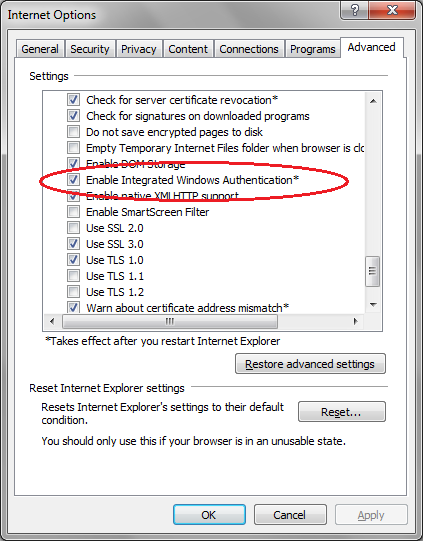 Internet Options
General Security Privacy Content Connections Programs Advanced
Settings
Check for server certificate revocation*
Check for signatures on downloaded programs
Do not save encrypted pages to disk
Empty Temporary Internet Files folder when browser is
Enable DOM Storage
Enable Integrated Windows Authentication*
Enable native XMLHTTP support
Enable SmartScreen Filter
Use SSL 2.0
Use SSL 3.0
Use TLS 1.0
Use TLS 1.1
Use TLS 1.2
Warn about certificate address mismatch*
*Takes effect after you restart Internet Explorer
Restore advanced settings
Reset Internet Explorer settings
Resets Internet Explorer's settings to their default
condition.
Reset...
You should only use this if your browser is in an unusable state.
OK Cancel Apply